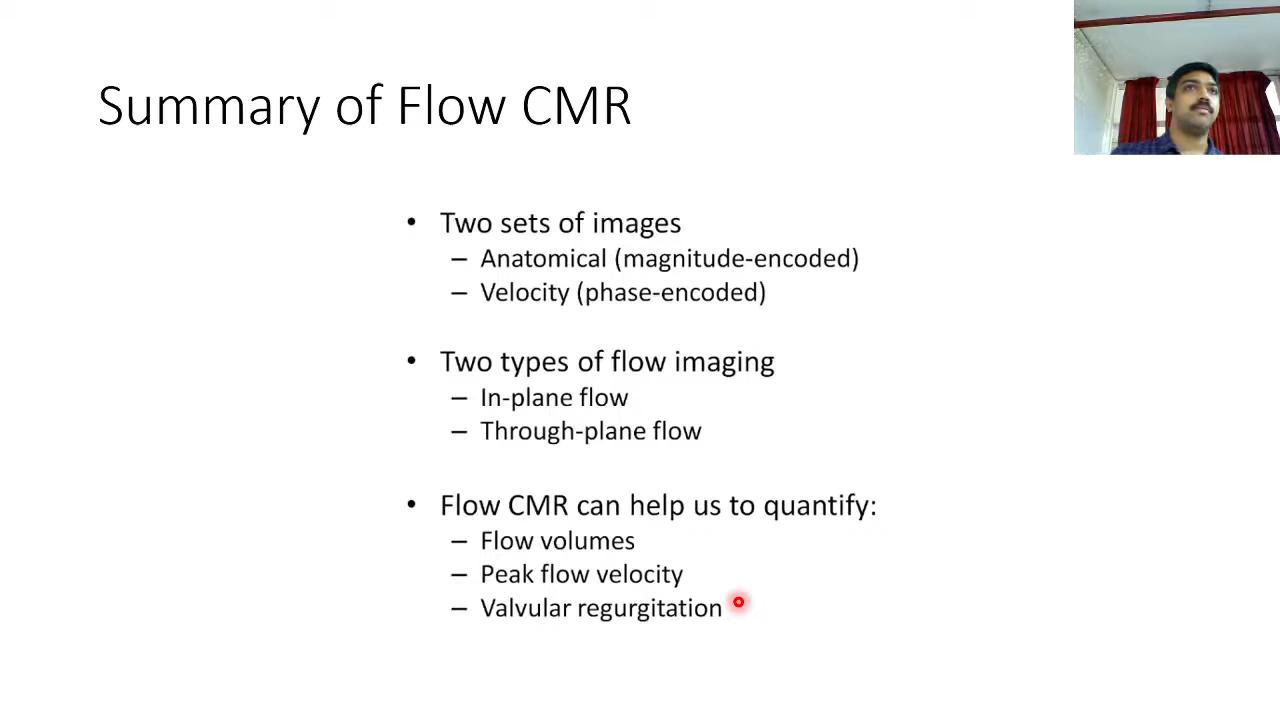 Summary of Flow CMR
• Two sets of images
– Anatomical (magnitude-encoded)
– Velocity (phase-encoded)
• Two types of flow imaging
– In-plane flow
– Through-plane flow
• Flow CMR can help us to quantify:
– Flow volumes
– Peak flow velocity
– Valvular regurgitation